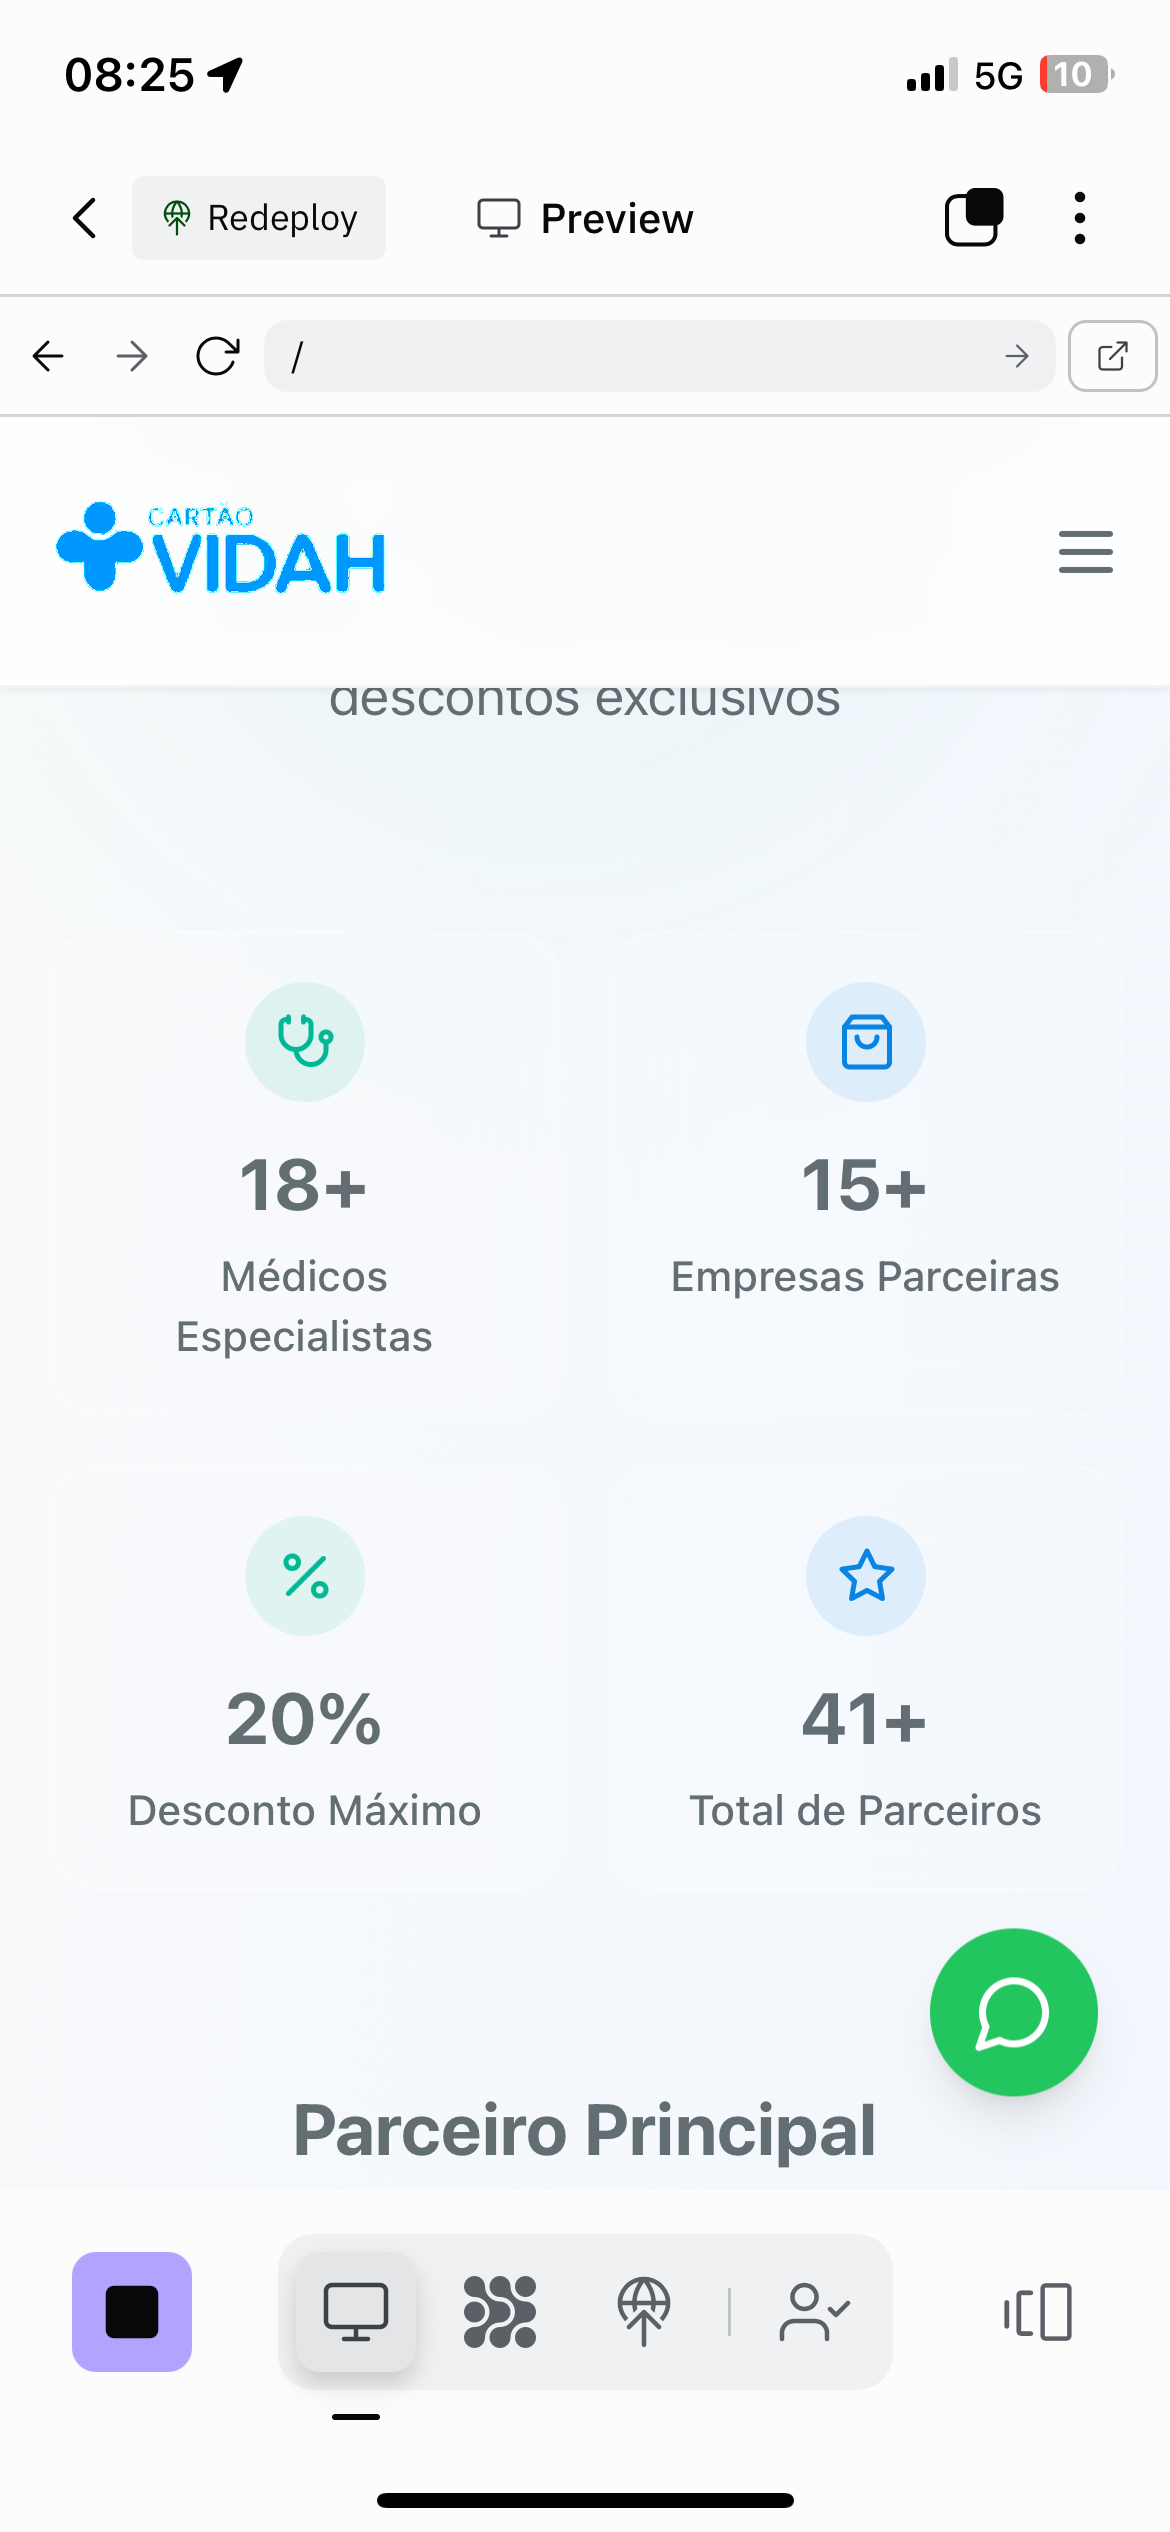 08:25
5G
10
Redeploy
Preview
/
CARTÃO
VIDAH
descontos exclusivos
18+
Médicos
Especialistas
15+
Empresas Parceiras
20%
Desconto Máximo
41+
Total de Parceiros
Parceiro Principal